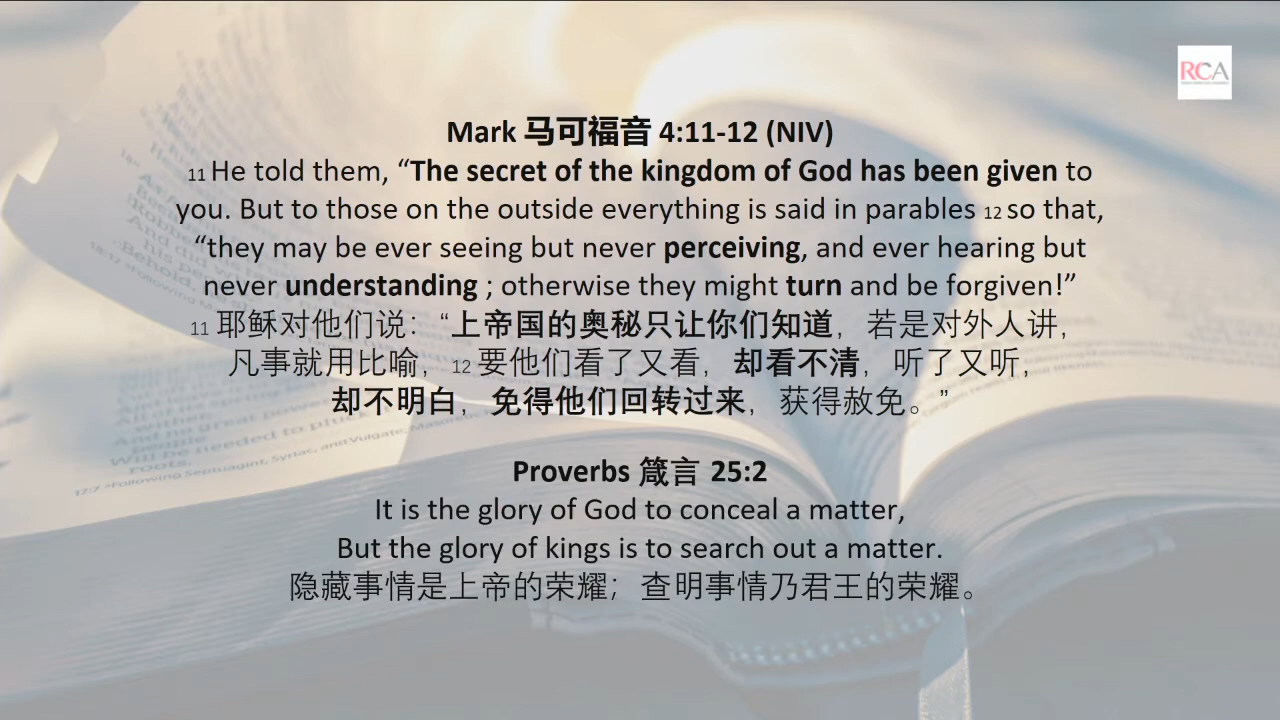 RCA
Mark 马可福音 4:11-12 (NIV)
11 He told them, “The secret of the kingdom of God has been given to
you. But to those on the outside everything is said in parables 12 so that,
“they may be ever seeing but never perceiving, and ever hearing but
never understanding ; otherwise they might turn and be forgiven!”
11 耶稣对他们说：“上帝国的奥秘只让你们知道，若是对外人讲，
凡事就用比喻，12 要他们看了又看，却看不清，听了又听，
却不明白，免得他们回转过来，获得赦免。”
Proverbs 箴言 25:2
It is the glory of God to conceal a matter,
But the glory of kings is to search out a matter.
隐藏事情是上帝的荣耀；查明事情乃君王的荣耀。